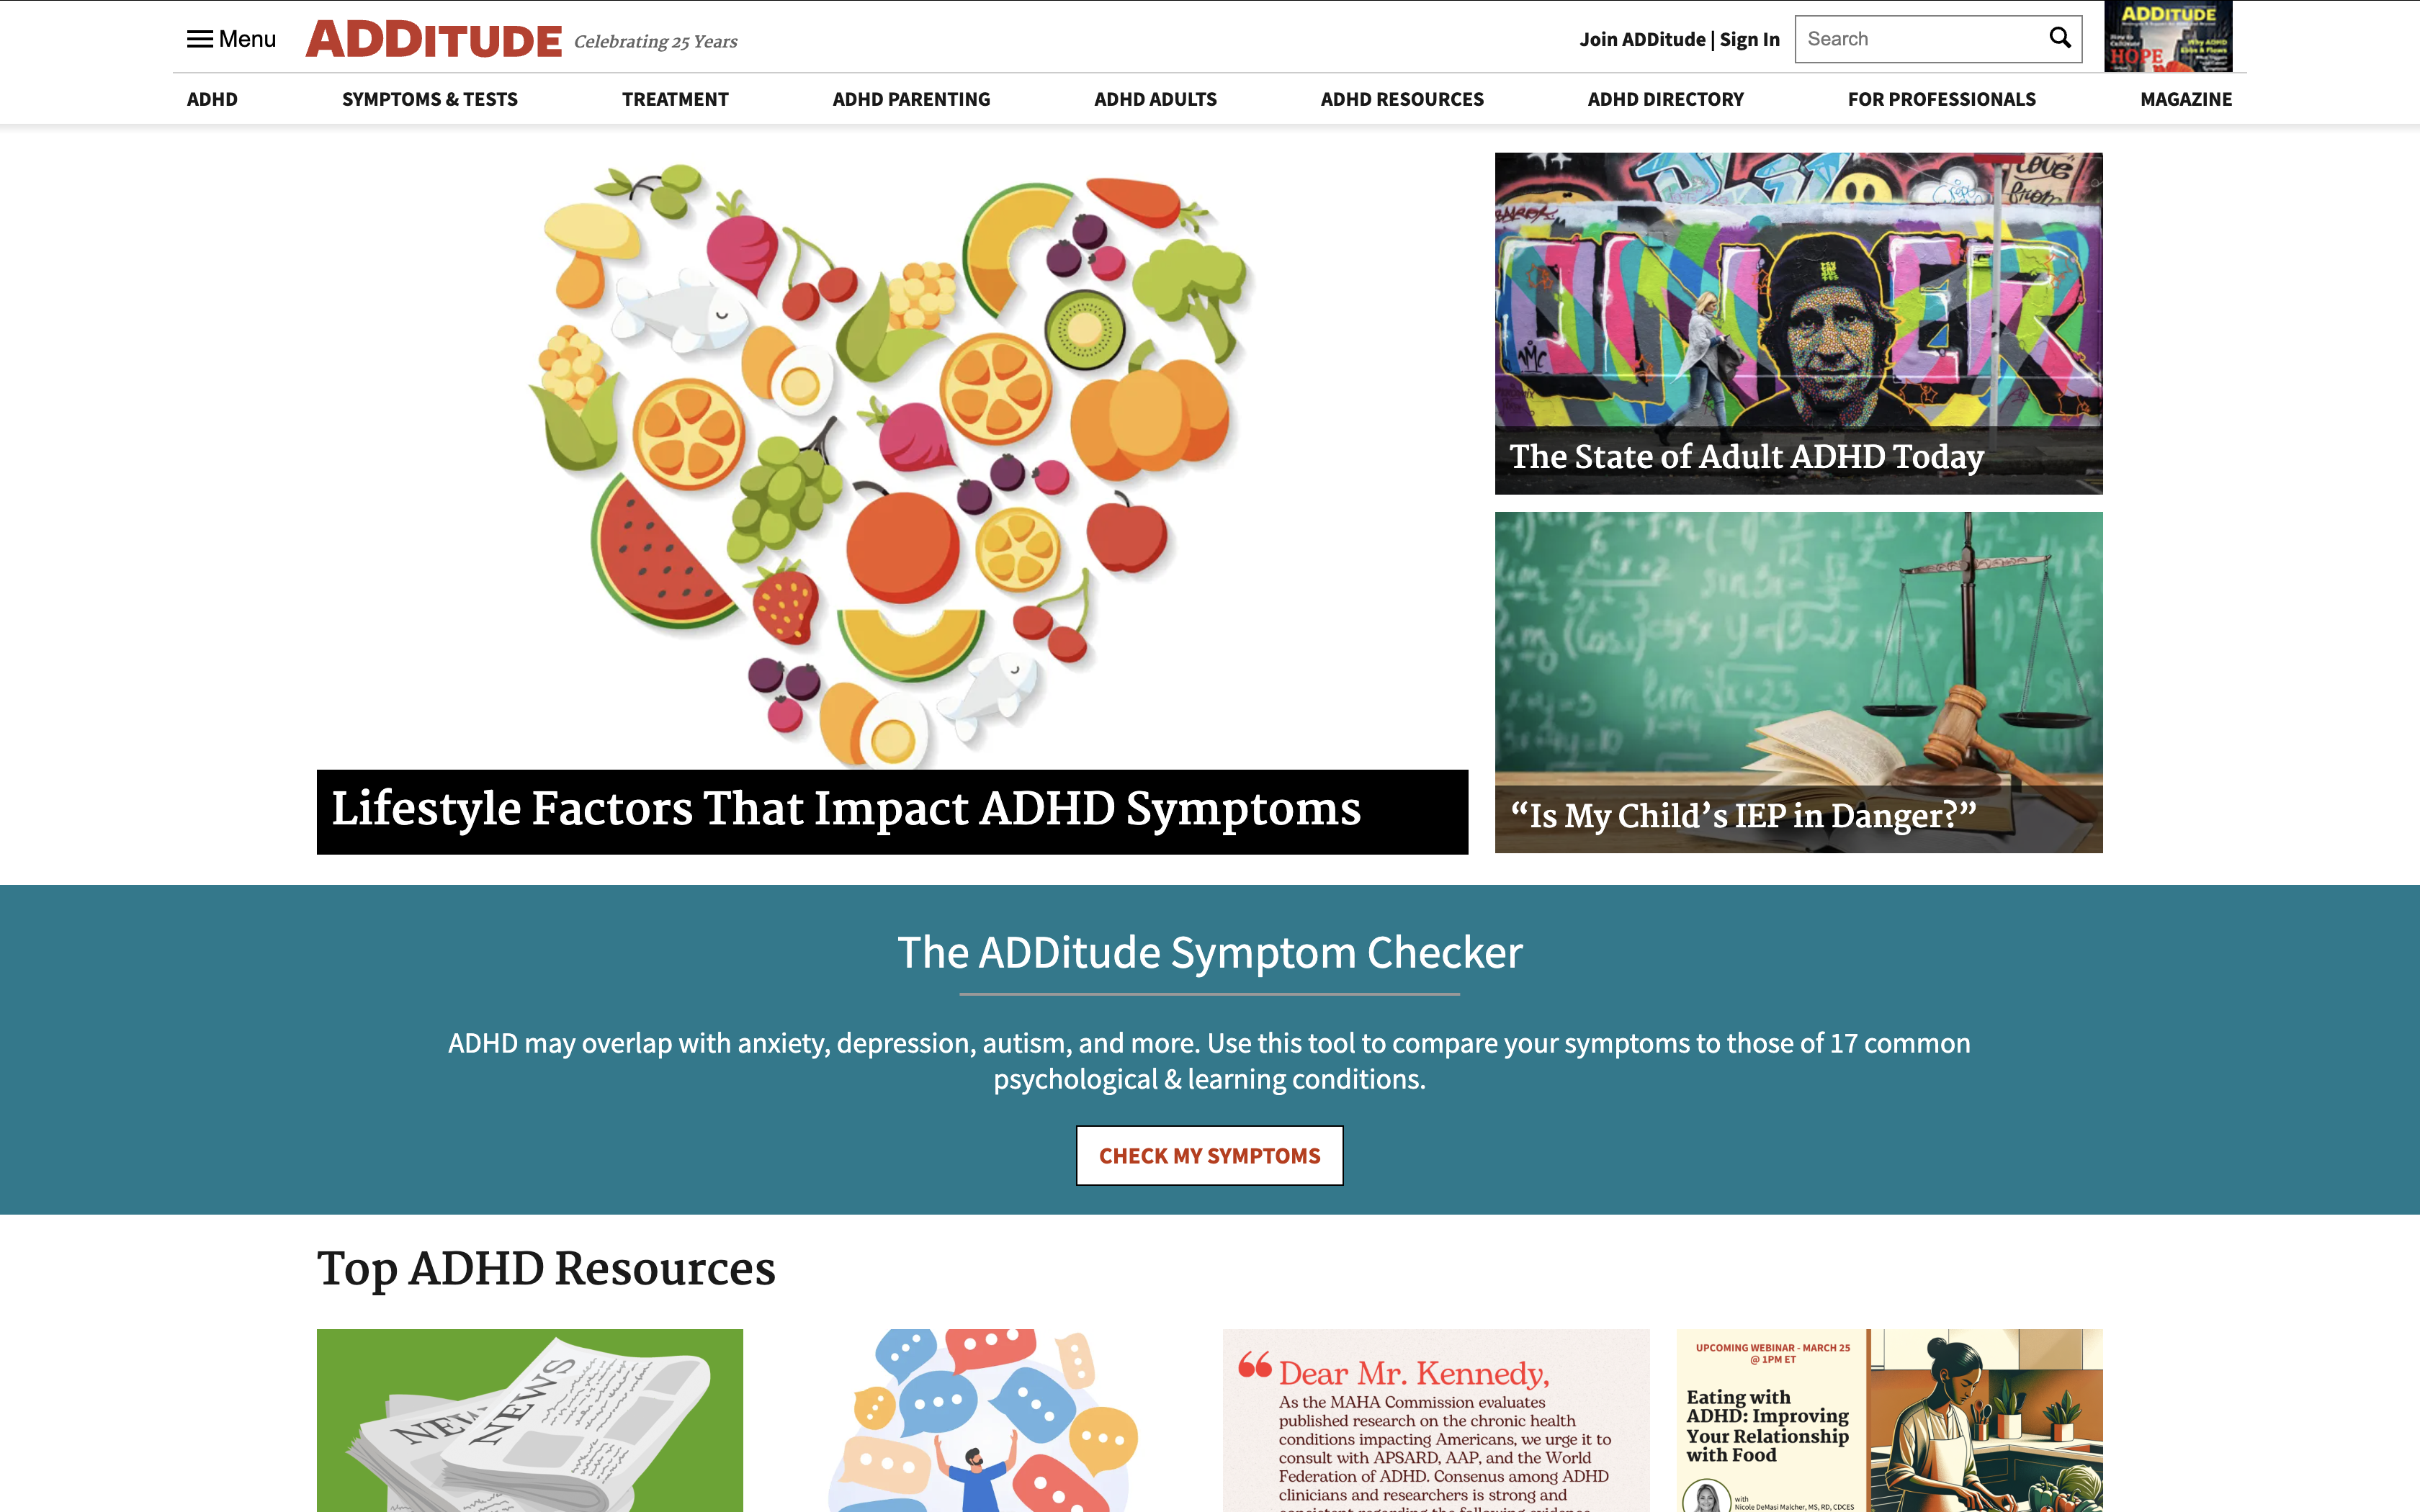 Menu
ADDITUDE
Celebrating 25 Years
Join ADDitude | Sign In
Search
ADDITUDE
HOPE
ADHD
SYMPTOMS & TESTS
TREATMENT
ADHD PARENTING
ADHD ADULTS
ADHD RESOURCES
ADHD DIRECTORY
FOR PROFESSIONALS
MAGAZINE
LOVE
from
The State of Adult ADHD Today
Lifestyle Factors That Impact ADHD Symptoms
“Is My Child’s IEP in Danger?”
The ADDitude Symptom Checker
ADHD may overlap with anxiety, depression, autism, and more. Use this tool to compare your symptoms to those of 17 common
psychological & learning conditions.
CHECK MY SYMPTOMS
Top ADHD Resources
NEWS
“ Dear Mr. Kennedy,
As the MAHA Commission evaluates
published research on the chronic health
conditions impacting Americans, we urge it to
consult with APSARD, AAP, and the World
Federation of ADHD. Consenus among ADHD
clinicians and researchers is strong and
UPCOMING WEBINAR - MARCH 25
@ 1PM ET
Eating with
ADHD: Improving
Your Relationship
with Food
with
Nicole DeMasi Malcher, MS, RD, CDCES